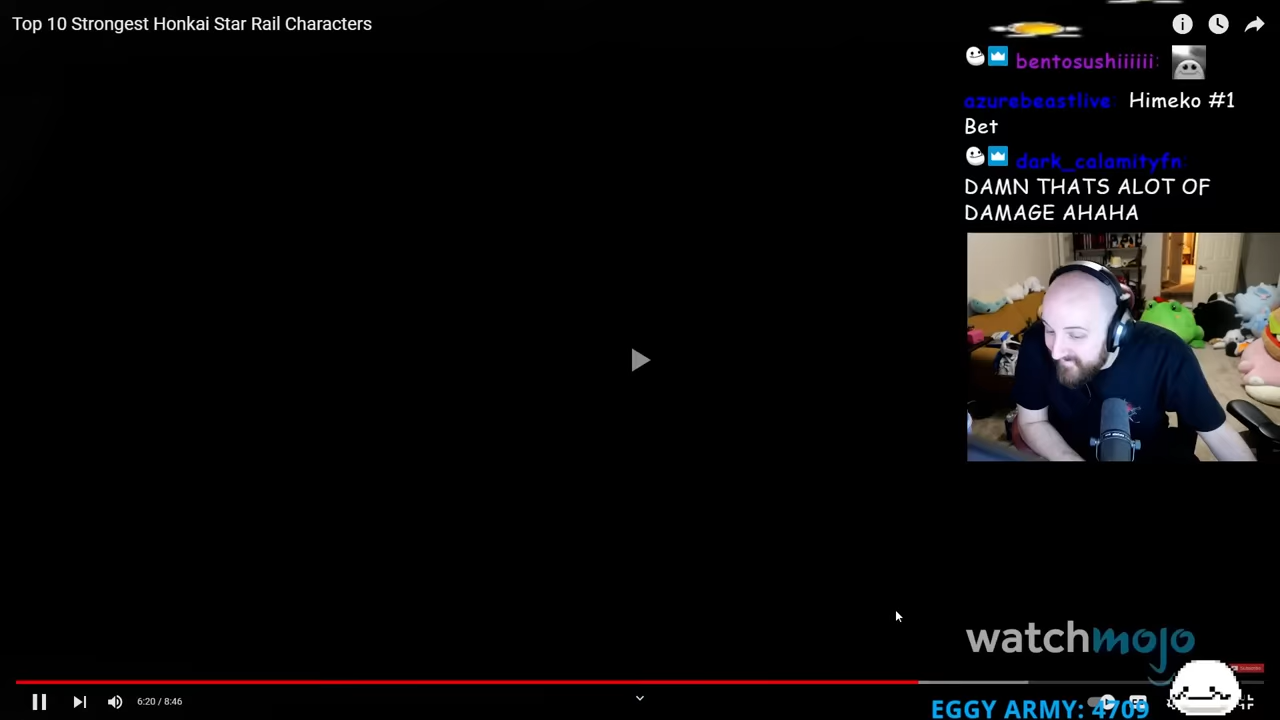 Top 10 Strongest Honkai Star Rail Characters
bentosushiiiiii:
azurebeastlive: Himeko #1
Bet
dark_calamityfn:
DAMN THATS ALOT OF
DAMAGE AHAHA
watchmojo
6:20 / 8:46
EGGY ARMY: 4709